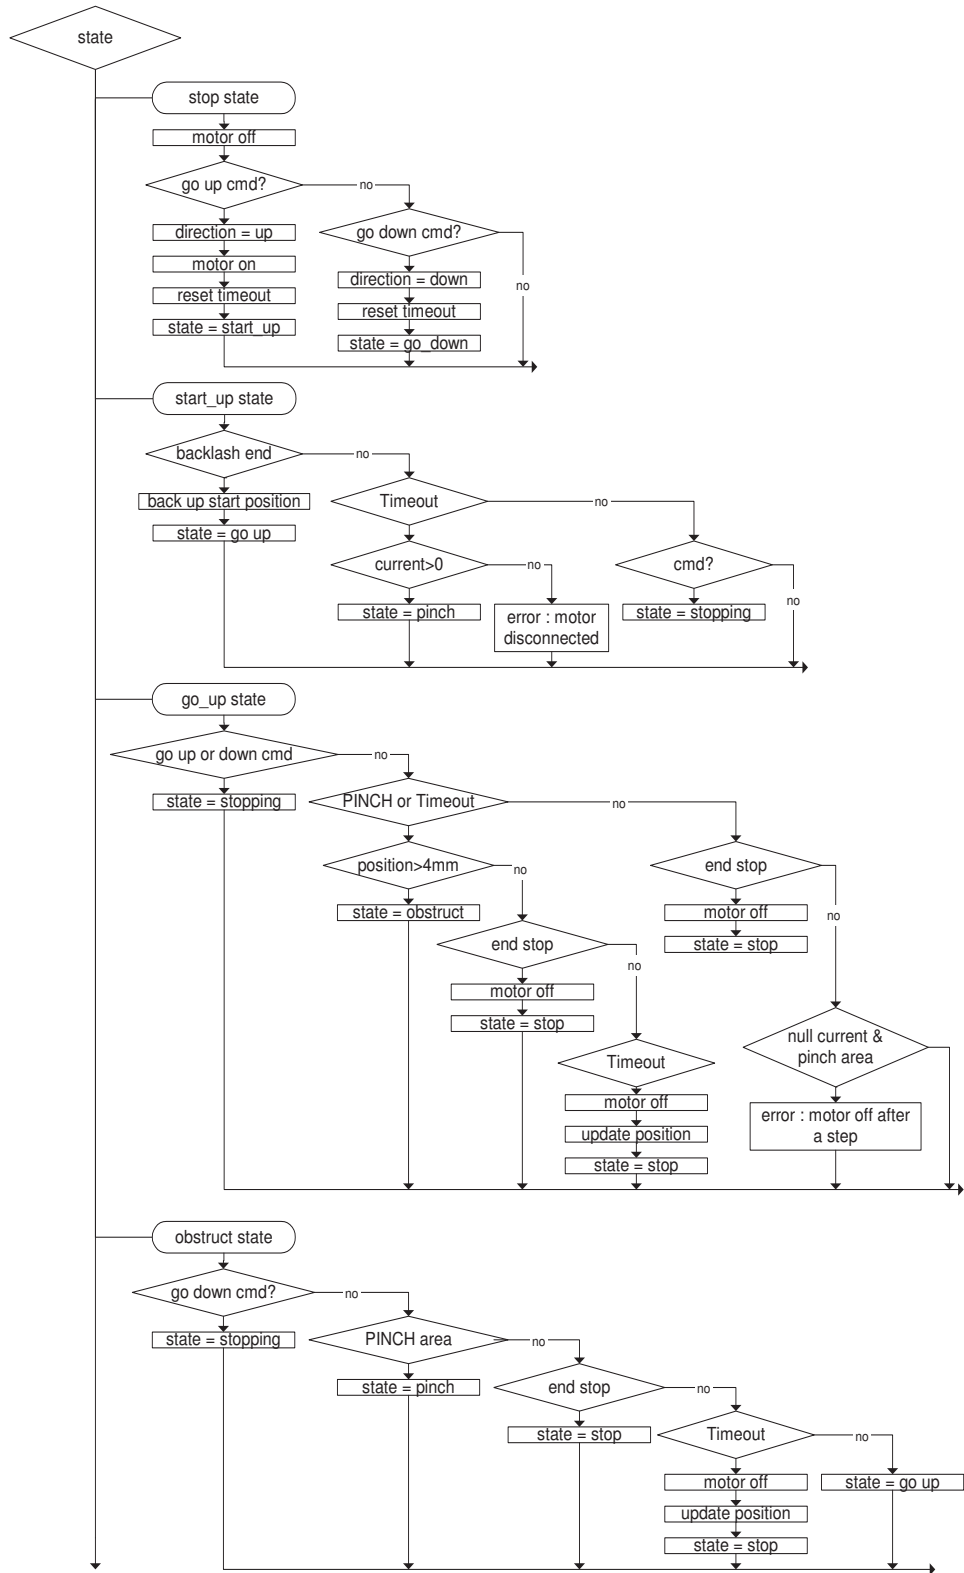 state
stop state
motor off
go up cmd?
no
direction = up
go down cmd?
motor on
direction = down
no
reset timeout
reset timeout
state = start_up
state = go_down
start_up state
backlash end
no
back up start position
Timeout
no
state = go up
current>0
no
cmd?
no
state = pinch
error : motor
disconnected
state = stopping
go_up state
go up or down cmd
no
state = stopping
PINCH or Timeout
no
position>4mm
no
end stop
state = obstruct
motor off
no
end stop
no
state = stop
motor off
state = stop
null current &
pinch area
Timeout
motor off
error : motor off after
a step
update position
state = stop
obstruct state
go down cmd?
no
state = stopping
PINCH area
no
state = pinch
end stop
no
state = stop
Timeout
no
motor off
state = go up
update position
state = stop